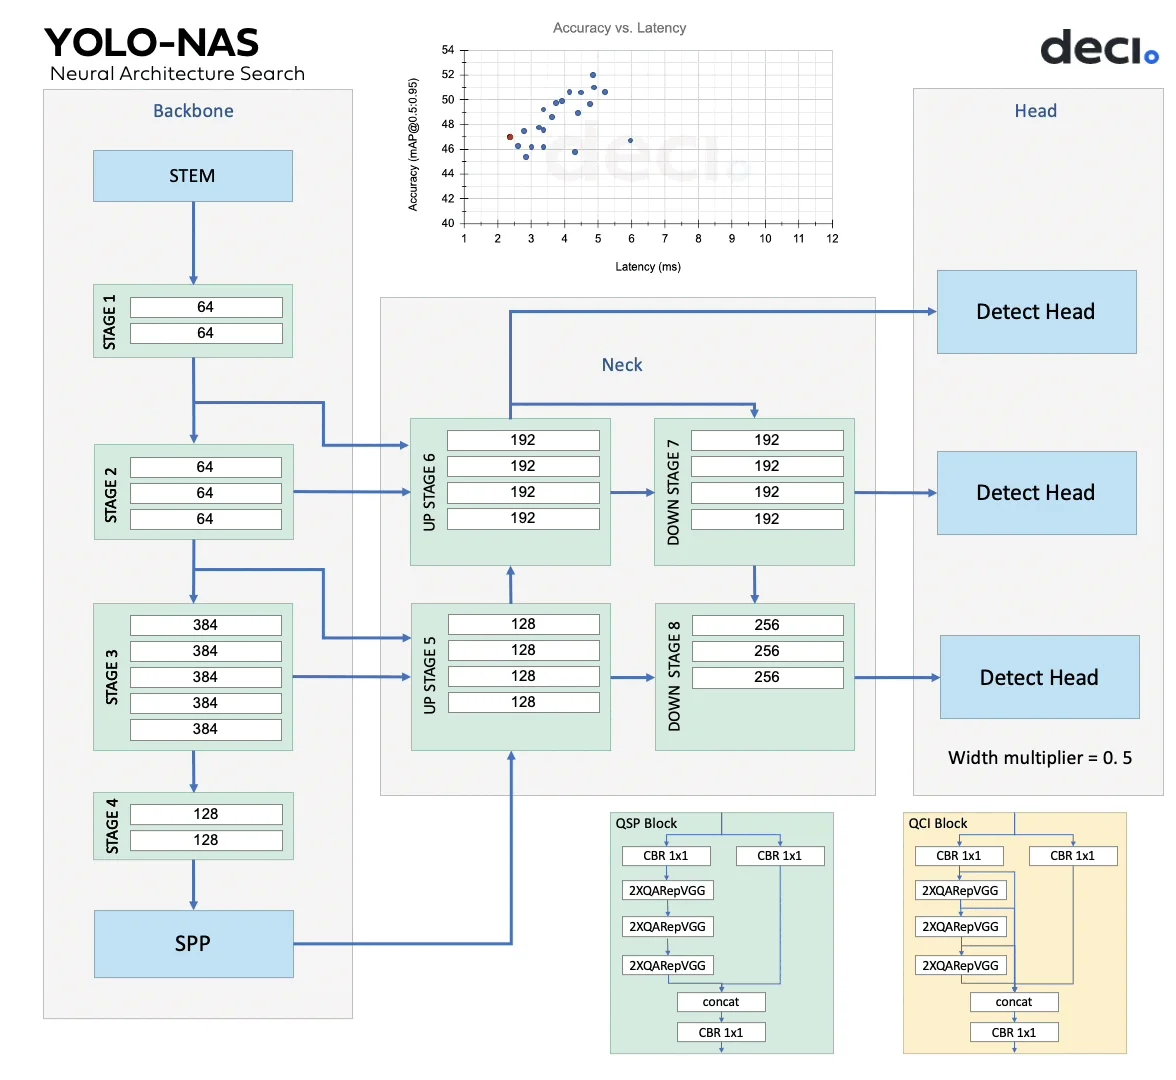 YOLO-NAS
Neural Architecture Search
deci.
Accuracy vs. Latency
Accuracy (mAP@0.5:0.95)
54
52
50
48
46
44
42
40
deci.
1 2 3 4 5 6 7 8 9 10 11 12
Latency (ms)
Backbone
STEM
STAGE 1
64
64
STAGE 2
64
64
64
STAGE 3
384
384
384
384
384
STAGE 4
128
128
SPP
Neck
UP STAGE 6
192
192
192
192
DOWN STAGE 7
192
192
192
192
UP STAGE 5
128
128
128
128
DOWN STAGE 8
256
256
256
Head
Detect Head
Detect Head
Detect Head
Width multiplier = 0. 5
QSP Block
CBR 1x1 CBR 1x1
2XQARepVGG
2XQARepVGG
2XQARepVGG
concat
CBR 1x1
QCI Block
CBR 1x1 CBR 1x1
2XQARepVGG
2XQARepVGG
2XQARepVGG
concat
CBR 1x1